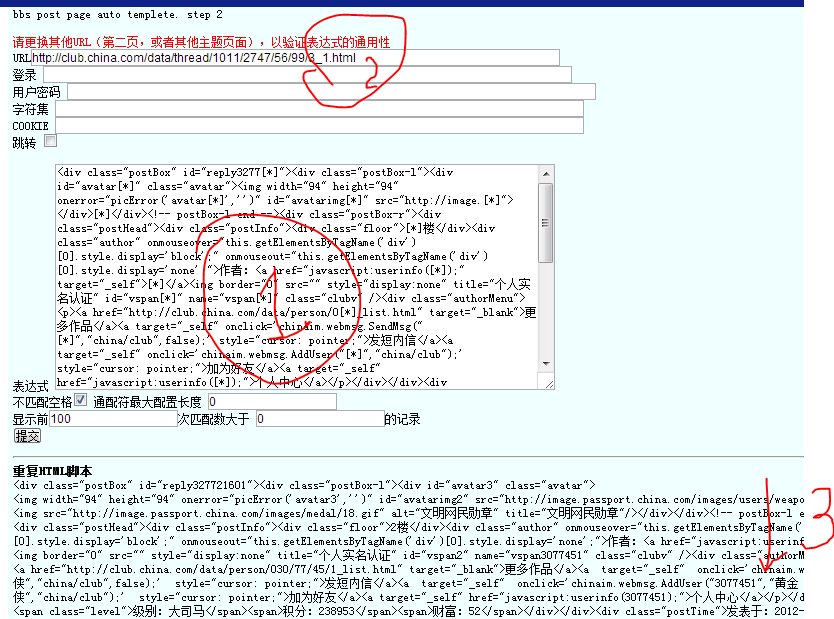 bbs post page auto templete. step 2
请更换其他URL（第二页，或者其他主题页面），以验证表达式的通用性
URL http://club.china.com/data/thread/1011/2747/56/99/3_1.html
2
登录
用户密码
字符集
COOKIE
跳转
<div class="postBox" id="reply3277[*]"><div class="postBox-l"><div
id="avatar[*]" class="avatar"><img width="94" height="94"
onerror="picError('avatar[*]','')" id="avatarimg[*]" src="http://image.[*]">
</div>[*]</div><!-- postBox-l end --><div class="postBox-r"><div
class="postHead"><div class="postInfo"><div class="floor">[*]楼</div><div
class="author" onmouseover="this.getElementsByTagName('div')
[0].style.display='block';" onmouseout="this.getElementsByTagName('div')
[0].style.display='none';">作者: <a href="javascript:userinfo([*]);"
target="_self">[*]</a><img border="0" src="" style="display:none" title="个人实
名认证" id="vspan[*]" name="vspan[*]" class="clubv" /><div class="authorMenu">
<p><a href="http://club.china.com/data/person/0[*]_list.html" target="_blank">更
多作品</a><a target="_self" onclick='chinaim.webmsg.SendMsg("
[*]","china/club",false);' style="cursor: pointer;">发短内信</a><a
target="_self" onclick='chinaim.webmsg.AddUser("[*]","china/club");'
style="cursor: pointer;">加为好友</a><a target="_self"
href="javascript:userinfo([*]);">个人中心</a></p></div></div><div
1
表达式
不匹配空格 通配符最大配置长度 0
显示前100次匹配数大于 0的记录
提交
重复HTML脚本
<div class="postBox" id="reply327721601"><div class="postBox-l"><div id="avatar3" class="avatar">
<img width="94" height="94" onerror="picError('avatar3','')" id="avatarimg2" src="http://image.passport.china.com/images/users/weapo
<img src="http://image.passport.china.com/images/medal/18.gif" alt="文明网民勋章" title="文明网民勋章"/></div></div><!-- postBox-l e
<div class="postHead"><div class="postInfo"><div class="floor">2楼</div><div class="author" onmouseover="this.getElementsByTagName('
[0].style.display='block';" onmouseout="this.getElementsByTagName('div')[0].style.display='none';">作者: <a href="javascript:userinf
<img border="0" src="" style="display:none" title="个人实名认证" id="vspan2" name="vspan3077451" class="clubv" /><div class="authorM
<a href="http://club.china.com/data/person/030/77/45/1_list.html" target="_blank">更多作品</a><a target="_self" onclick='chinaim.w
侠","china/club",false);' style="cursor: pointer;">发短内信</a><a target="_self" onclick='chinaim.webmsg.AddUser("3077451","黄金
侠","china/club");' style="cursor: pointer;">加为好友</a><a target="_self" href="javascript:userinfo(3077451);">个人中心</a></p></d
<span class="level">级别: 大司马</span><span>积分: 238953</span><span>财富: 52</span></div></div><div class="postTime">发表于: 2012-
3